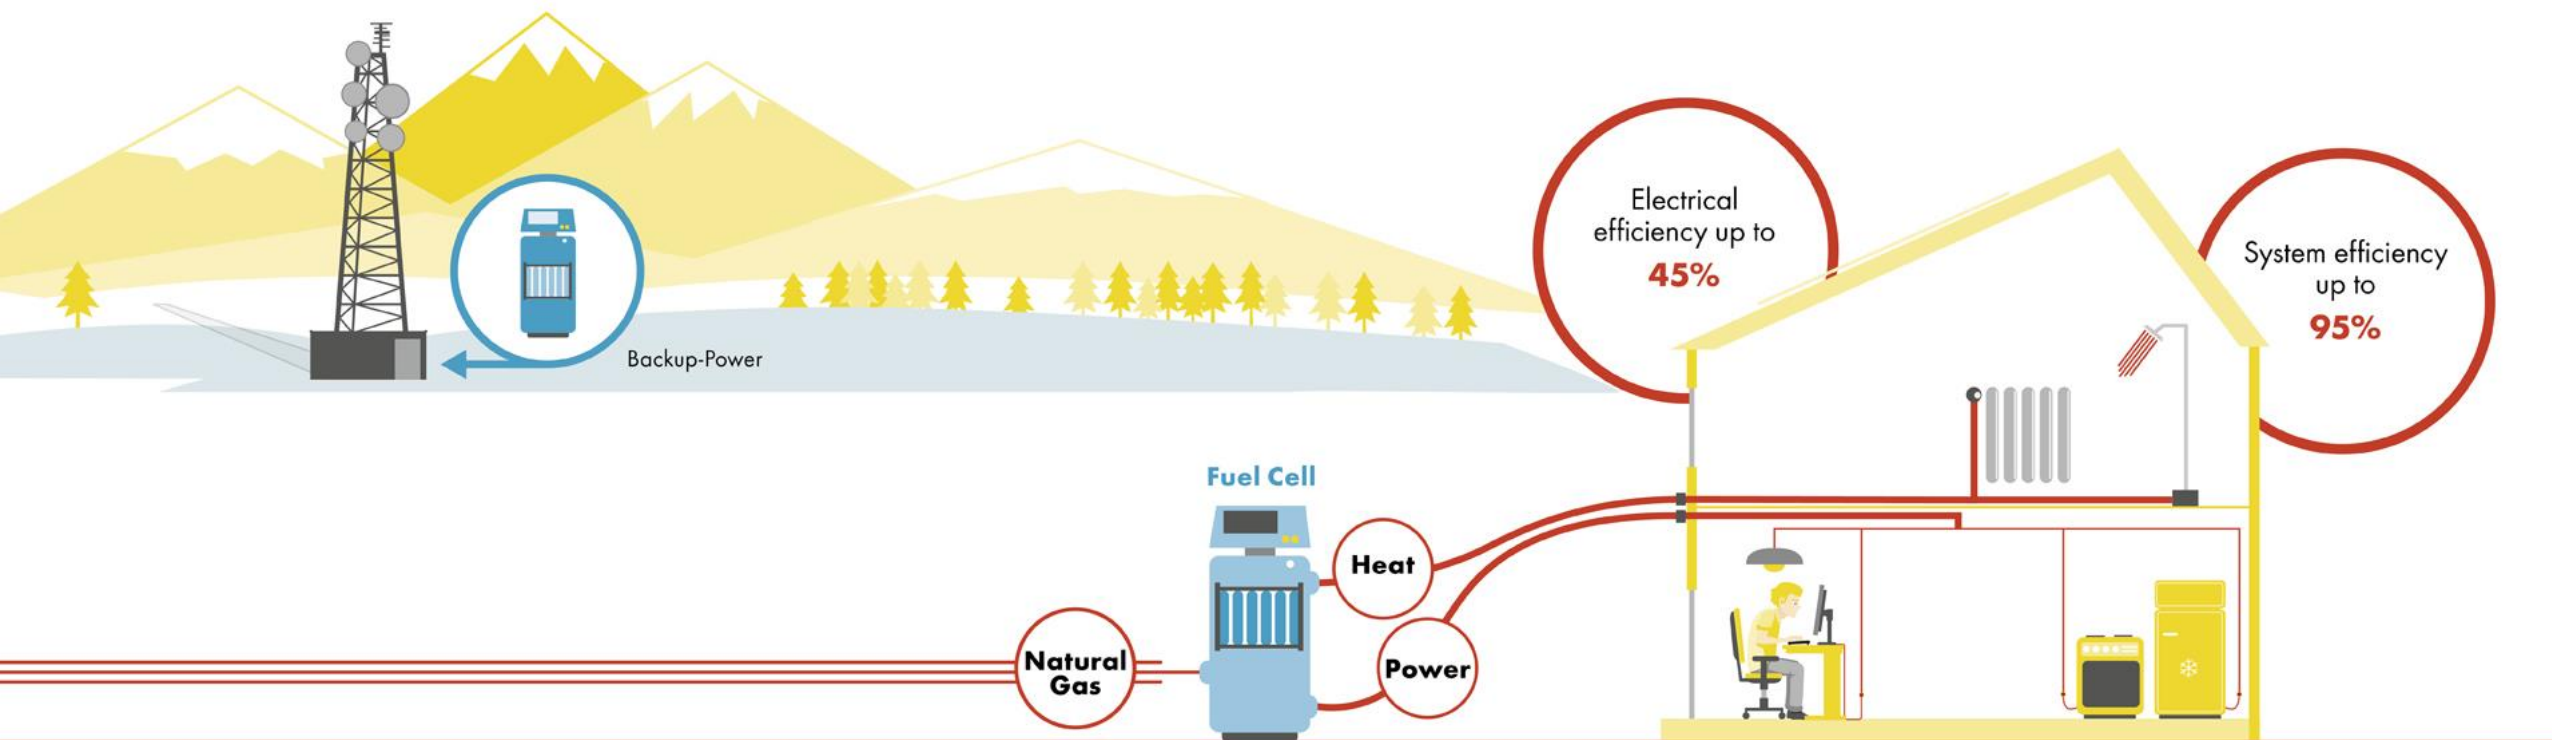 Electrical
efficiency up to
45%
System efficiency
up to
95%
Backup-Power
Fuel Cell
Heat
Natural
Gas
Power